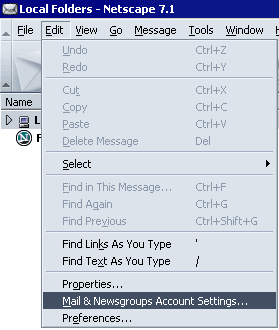 Local Folders - Netscape 7.1
File Edit View Go Message Tools Window
Undo Ctrl+Z
Redo Ctrl+Y
Cut Ctrl+X
Copy Ctrl+C
Paste Ctrl+V
Delete Message Del
Name
Select
Find in This Message... Ctrl+F
Find Again Ctrl+G
Find Previous Ctrl+Shift+G
Find Links As You Type '
Find Text As You Type /
Properties...
Mail & Newsgroups Account Settings...
Preferences...